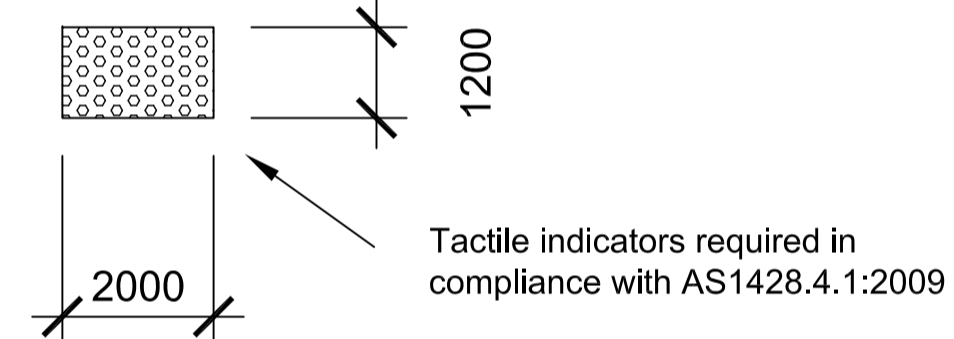 1200
2000
Tactile indicators required in
compliance with AS1428.4.1:2009